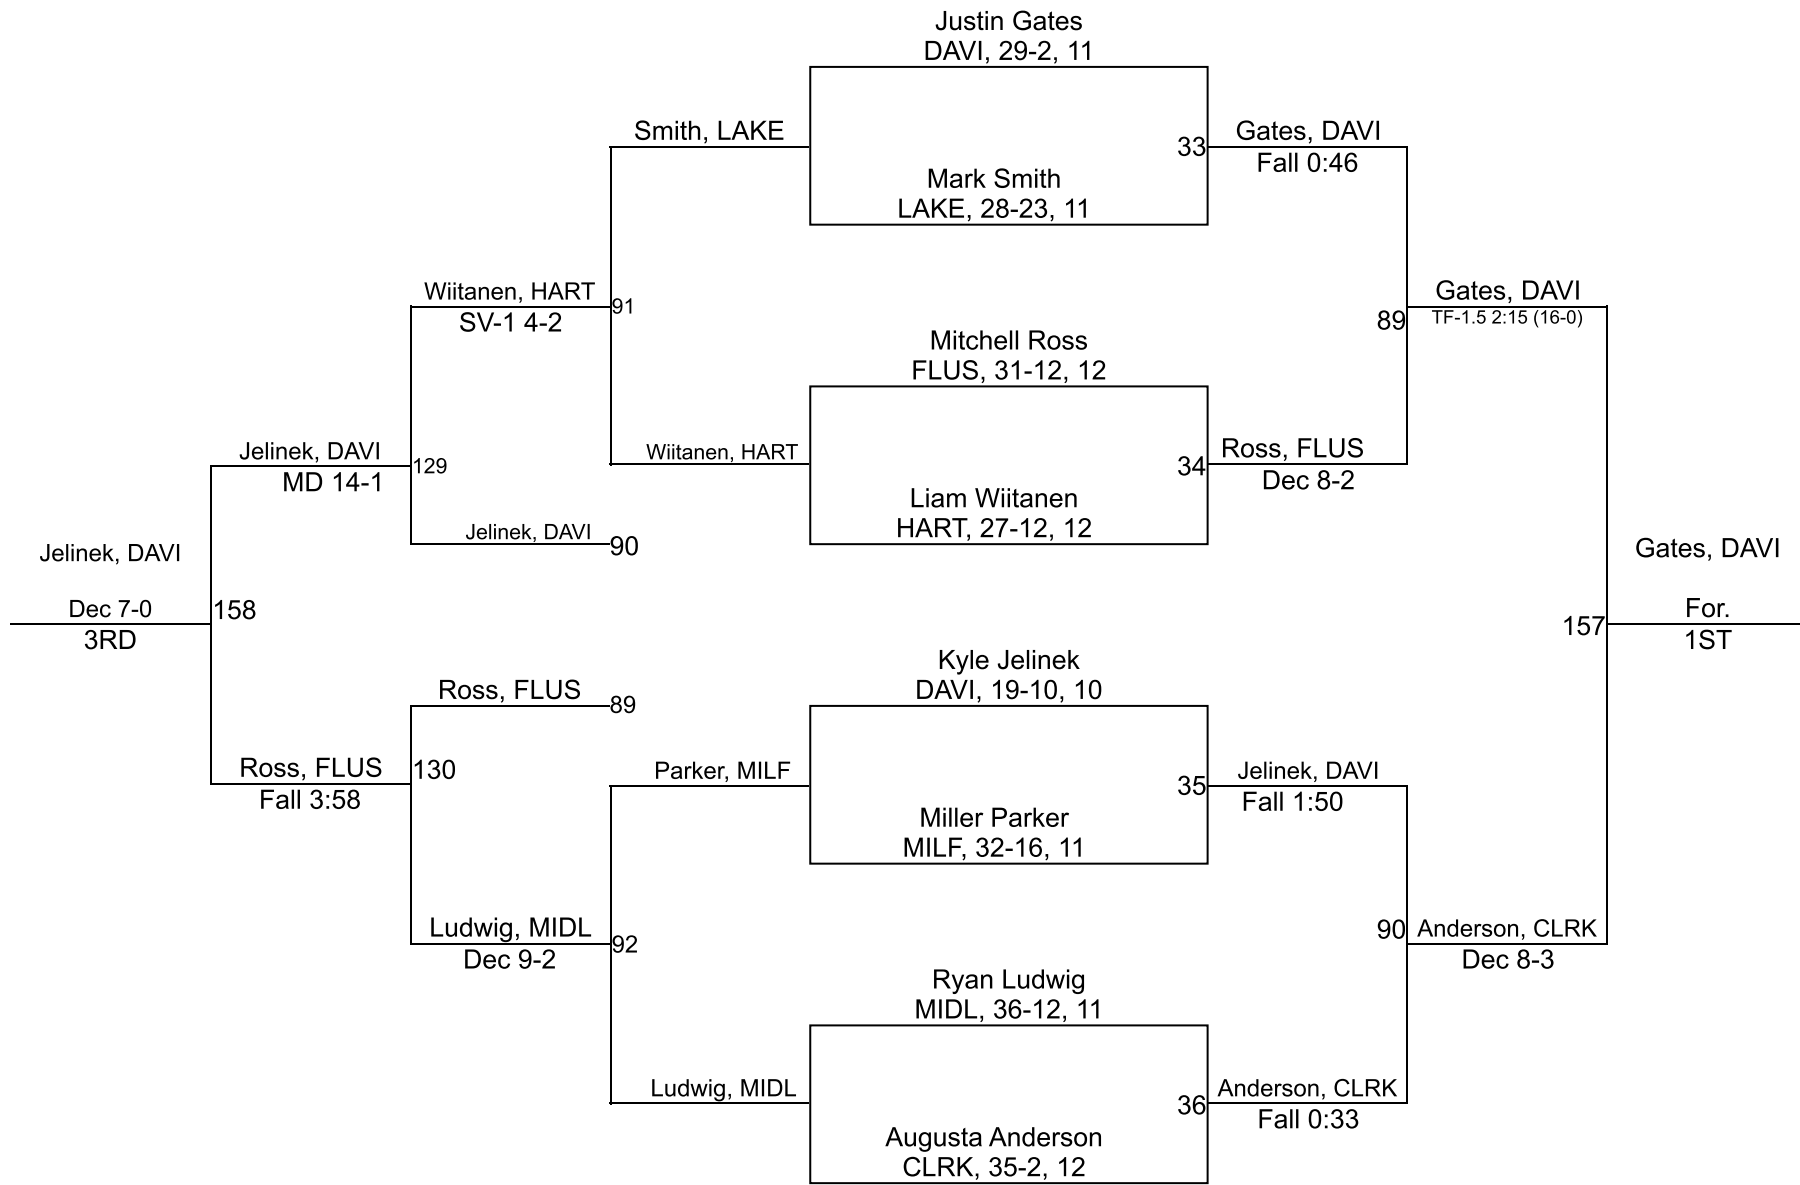 Justin Gates
DAVI, 29-2, 11
Smith, LAKE
33
Gates, DAVI
Fall 0:46
Mark Smith
LAKE, 28-23, 11
Wiitanen, HART
SV-1 4-2
91
Gates, DAVI
TF-1.5 2:15 (16-0)
89
Mitchell Ross
FLUS, 31-12, 12
Jelinek, DAVI
MD 14-1
129
Wiitanen, HART
34
Ross, FLUS
Dec 8-2
Liam Wiitanen
HART, 27-12, 12
Jelinek, DAVI
90
Jelinek, DAVI
Dec 7-0
3RD
158
Gates, DAVI
For.
1ST
157
Kyle Jelinek
DAVI, 19-10, 10
Ross, FLUS
89
Ross, FLUS
Fall 3:58
130
Parker, MILF
35
Jelinek, DAVI
Fall 1:50
Miller Parker
MILF, 32-16, 11
Ludwig, MIDL
Dec 9-2
92
90
Anderson, CLRK
Dec 8-3
Ryan Ludwig
MIDL, 36-12, 11
Ludwig, MIDL
36
Anderson, CLRK
Fall 0:33
Augusta Anderson
CLRK, 35-2, 12